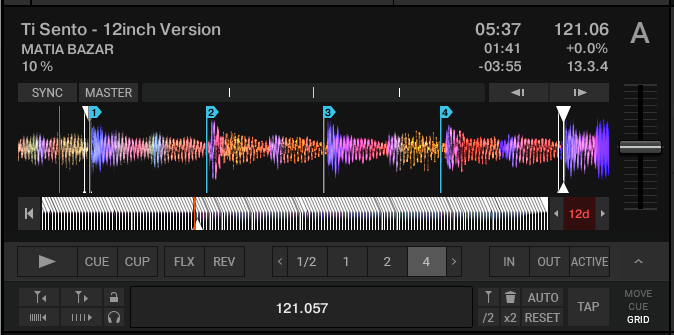 Ti Sento - 12inch Version 05:37 121.06 A
MATIA BAZAR 01:41 +0.0%
10 % -03:55 13.3.4
SYNC MASTER
1 2 3 4
12d
CUE CUP FLX REV 1/2 1 2 4 IN OUT ACTIVE
121.057
AUTO TAP MOVE
CUE
/2 x2 RESET GRID